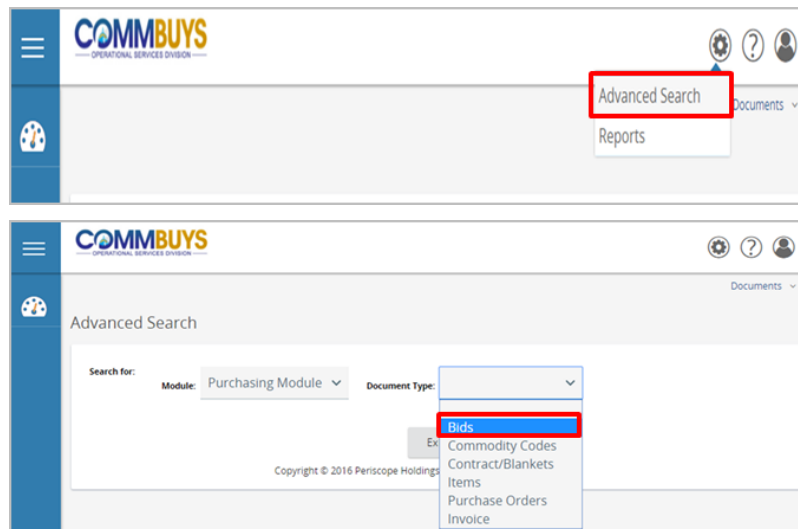 COMMBUYS
OPERATIONAL SERVICES DIVISION
Advanced Search
Documents
Reports
COMMBUYS
OPERATIONAL SERVICES DIVISION
Documents
Advanced Search
Search for:
Module: Purchasing Module Document Type:
Bids
Ex
Commodity Codes
Copyright © 2016 Periscope Holdings
Contract/Blankets
Items
Purchase Orders
Invoice